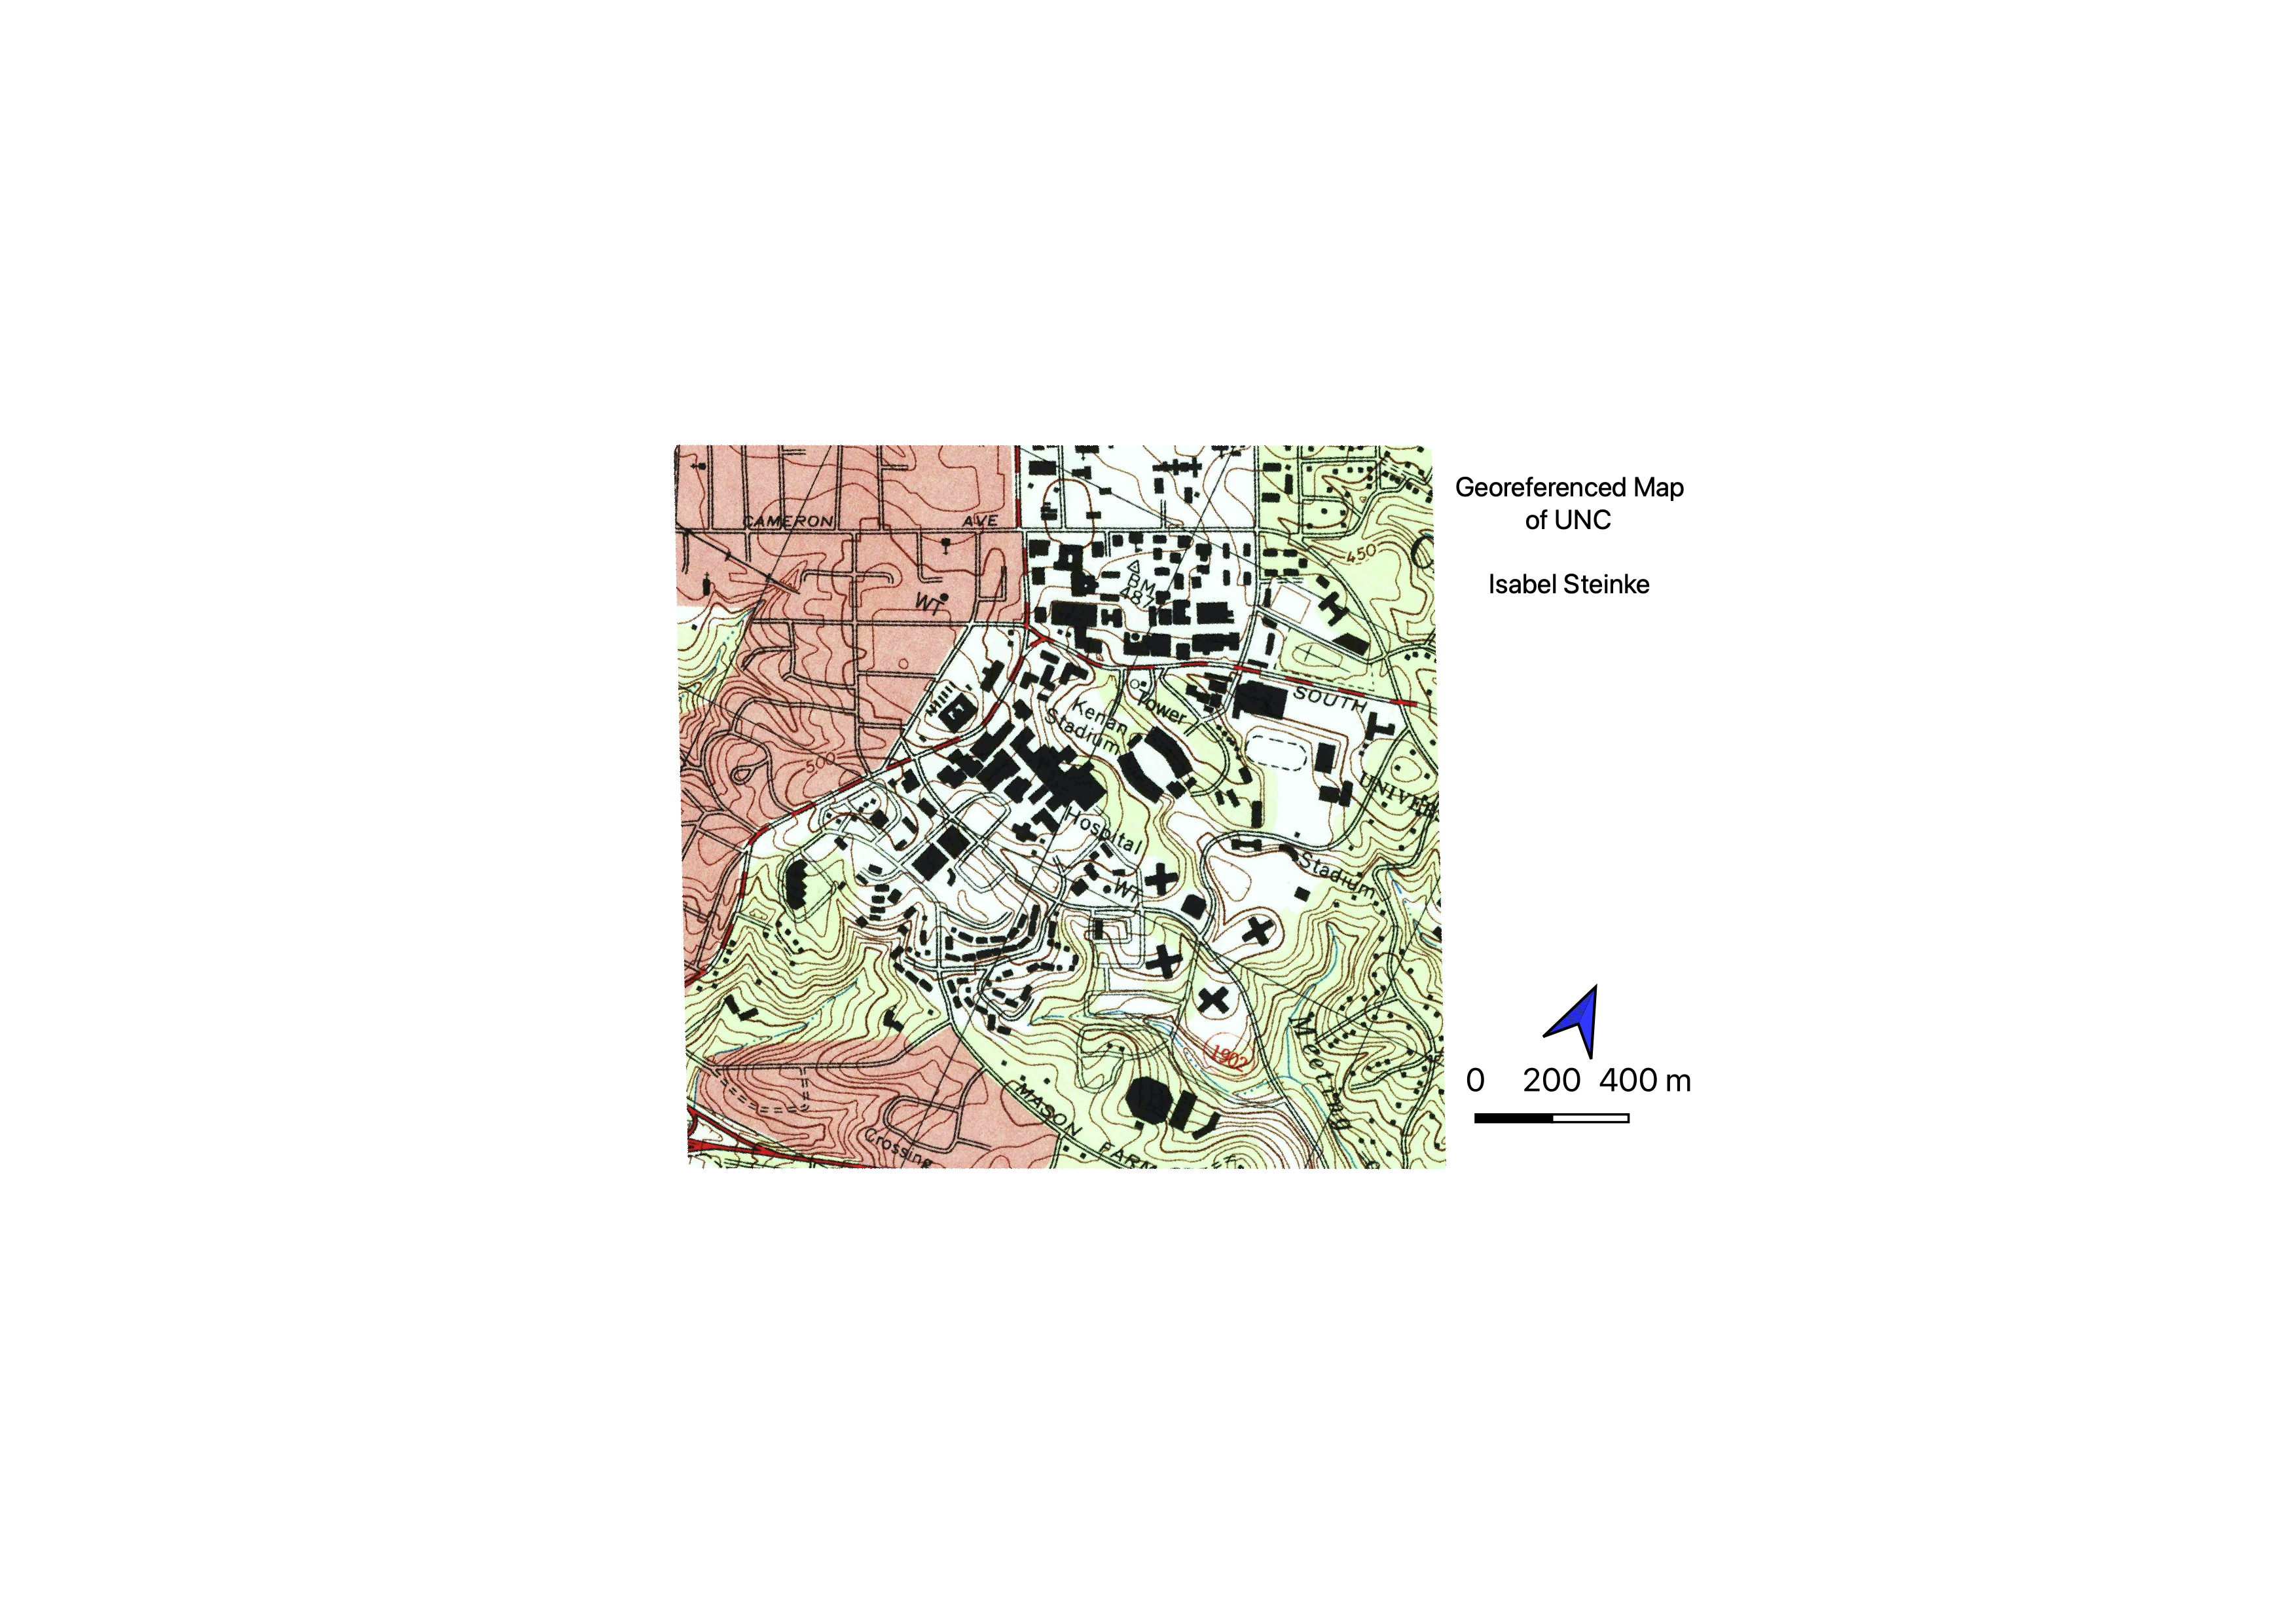 Georeferenced Map
of UNC
Isabel Steinke
CAMERON AVE
450
WT
BM
487
SOUTH
Tower
Kenan
Stadium
500
UNIVER
Hospital
Stadium
WT
1902
Meeting
MASON FARM
Crossing
0 200 400 m